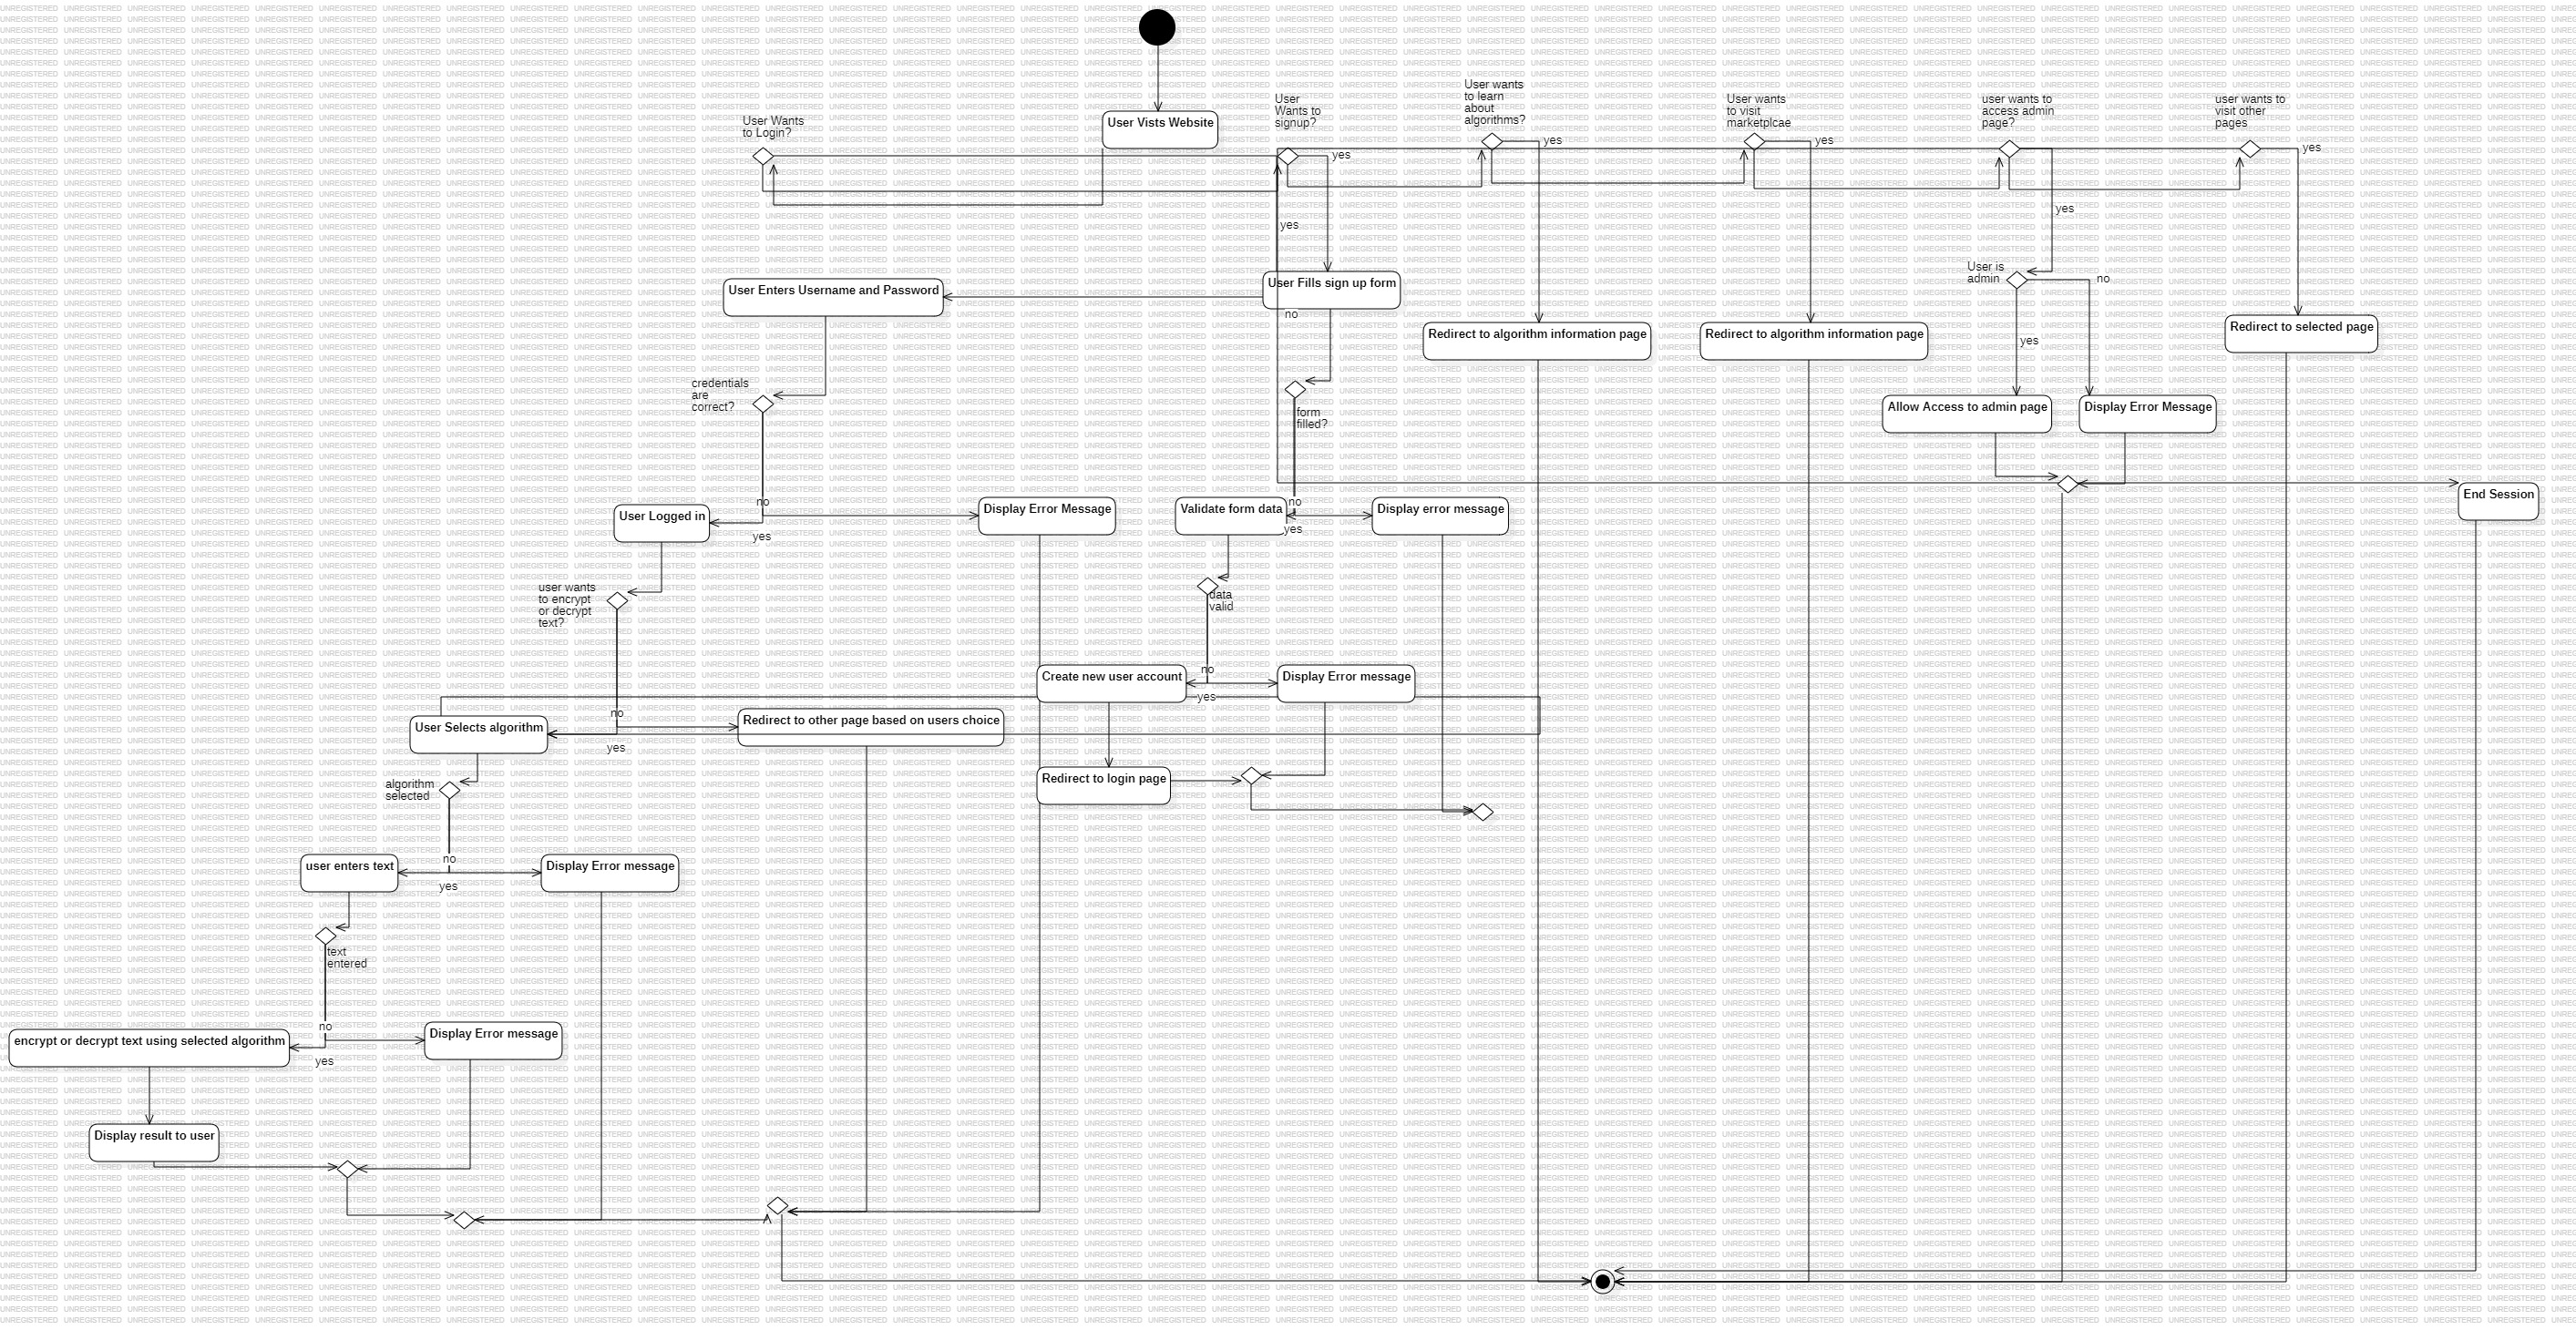 User Vists Website
User Wants
to Login?
User
Wants to
signup?
User wants
to learn
about
algorithms?
User wants
to visit
marketplcae
user wants to
access admin
page?
user wants to
visit other
pages
yes
yes
yes
yes
yes
yes
User is
admin
no
yes
User Enters Username and Password
User Fills sign up form
no
Redirect to algorithm information page
Redirect to algorithm information page
Redirect to selected page
credentials
are
correct?
form
filled?
Allow Access to admin page
Display Error Message
no
yes
User Logged in
Display Error Message
Validate form data
no
yes
Display error message
End Session
user wants
to encrypt
or decrypt
text?
data
valid
no
yes
Create new user account
Display Error message
no
yes
User Selects algorithm
Redirect to other page based on users choice
Redirect to login page
algorithm
selected
no
yes
user enters text
Display Error message
text
entered
no
yes
encrypt or decrypt text using selected algorithm
Display Error message
Display result to user
UNREGISTERED